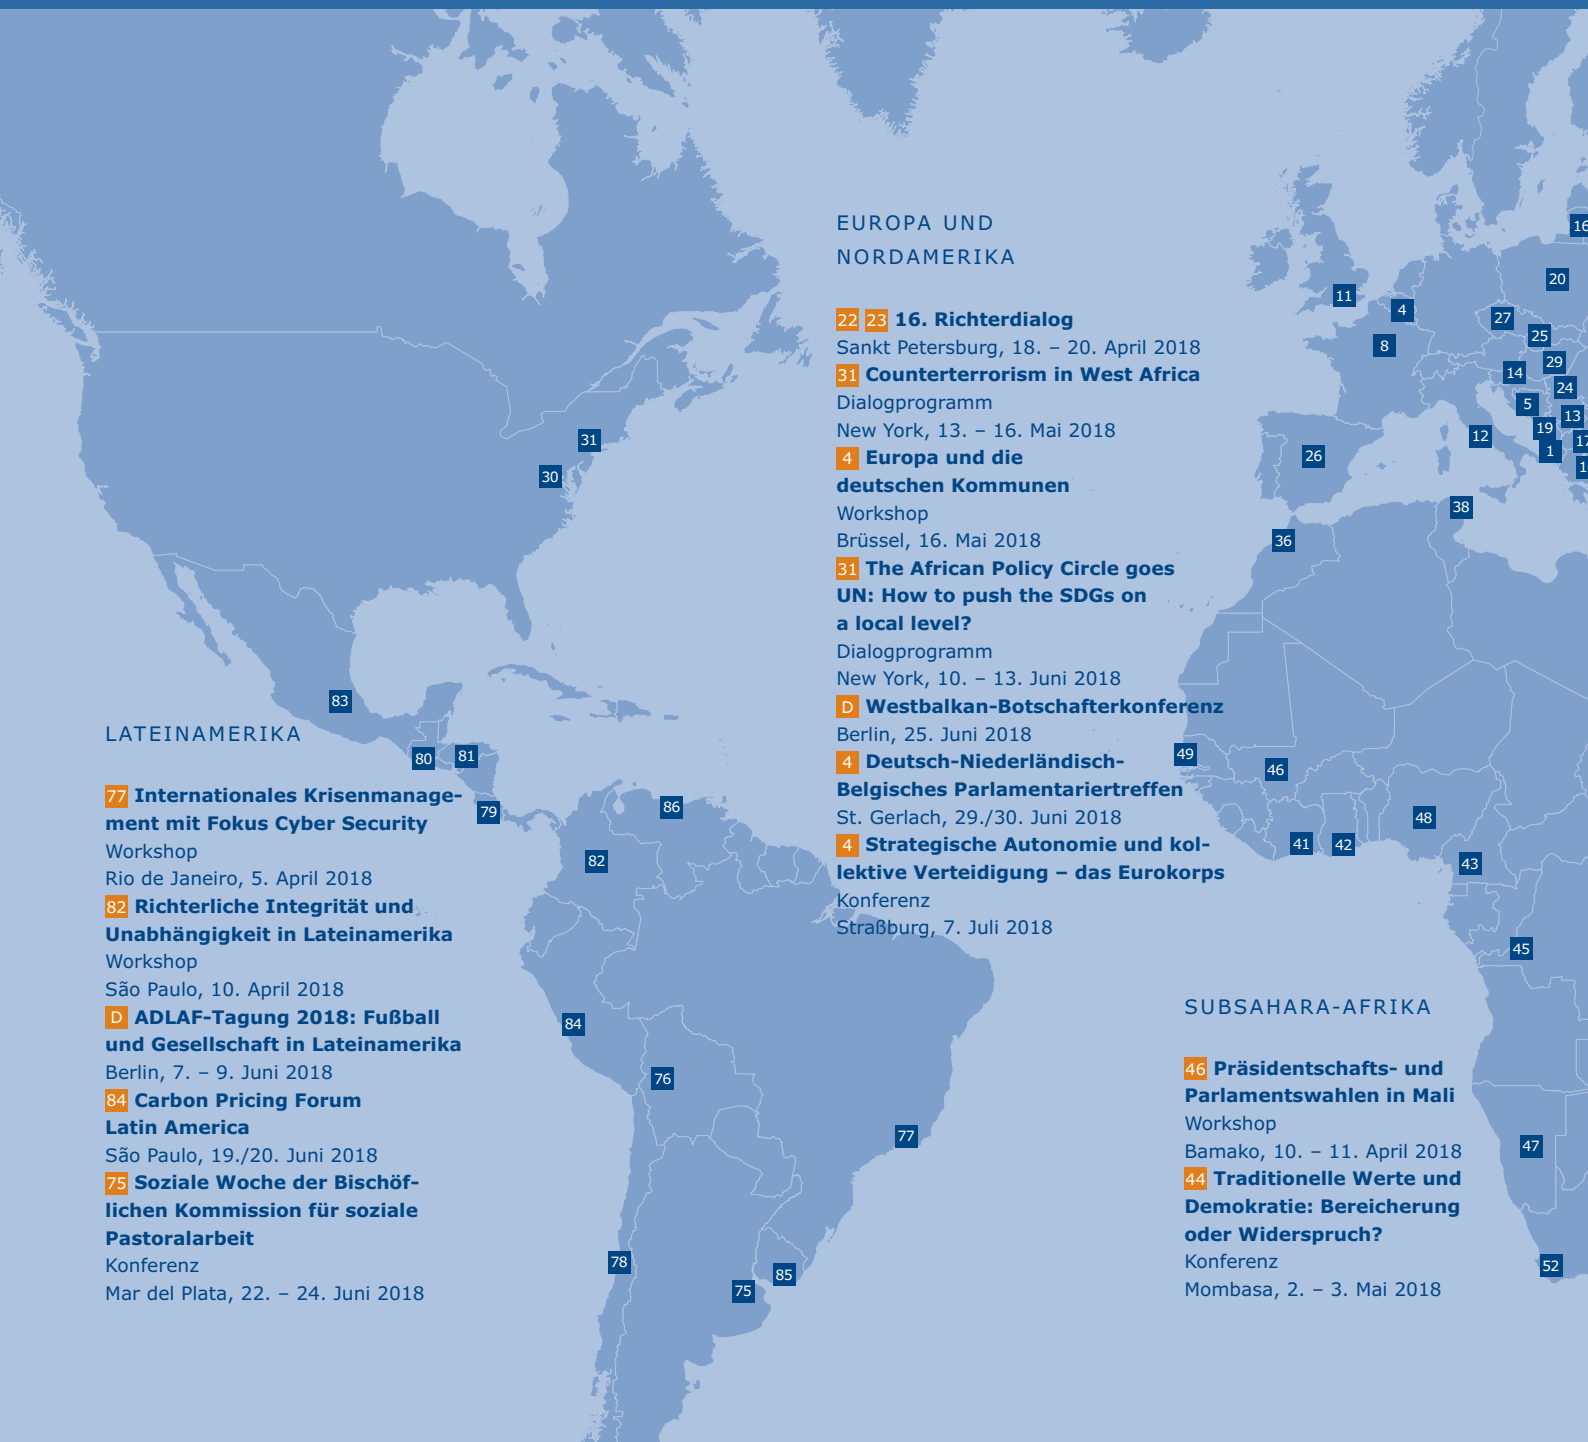 EUROPA UND
NORDAMERIKA
22 23 16. Richterdialog
Sankt Petersburg, 18. – 20. April 2018
31 Counterterrorism in West Africa
Dialogprogramm
New York, 13. – 16. Mai 2018
4 Europa und die
deutschen Kommunen
Workshop
Brüssel, 16. Mai 2018
31 The African Policy Circle goes
UN: How to push the SDGs on
a local level?
Dialogprogramm
New York, 10. – 13. Juni 2018
D Westbalkan-Botschafterkonferenz
Berlin, 25. Juni 2018
4 Deutsch-Niederländisch-
Belgisches Parlamentariertreffen
St. Gerlach, 29./30. Juni 2018
4 Strategische Autonomie und kol-
lektive Verteidigung – das Eurokorps
Konferenz
Straßburg, 7. Juli 2018
LATEINAMERIKA
77 Internationales Krisenmanage-
ment mit Fokus Cyber Security
Workshop
Rio de Janeiro, 5. April 2018
82 Richterliche Integrität und
Unabhängigkeit in Lateinamerika
Workshop
São Paulo, 10. April 2018
D ADLAF-Tagung 2018: Fußball
und Gesellschaft in Lateinamerika
Berlin, 7. – 9. Juni 2018
84 Carbon Pricing Forum
Latin America
São Paulo, 19./20. Juni 2018
75 Soziale Woche der Bischöf-
lichen Kommission für soziale
Pastoralarbeit
Konferenz
Mar del Plata, 22. – 24. Juni 2018
SUBSAHARA-AFRIKA
46 Präsidentschafts- und
Parlamentswahlen in Mali
Workshop
Bamako, 10. – 11. April 2018
44 Traditionelle Werte und
Demokratie: Bereicherung
oder Widerspruch?
Konferenz
Mombasa, 2. – 3. Mai 2018
16
20
11
4
27
25
8
29
14
24
5
13
19
12
17
1
26
31
30
38
36
83
80
81
79
86
82
49
46
48
41
42
43
45
84
76
77
47
78
85
75
52